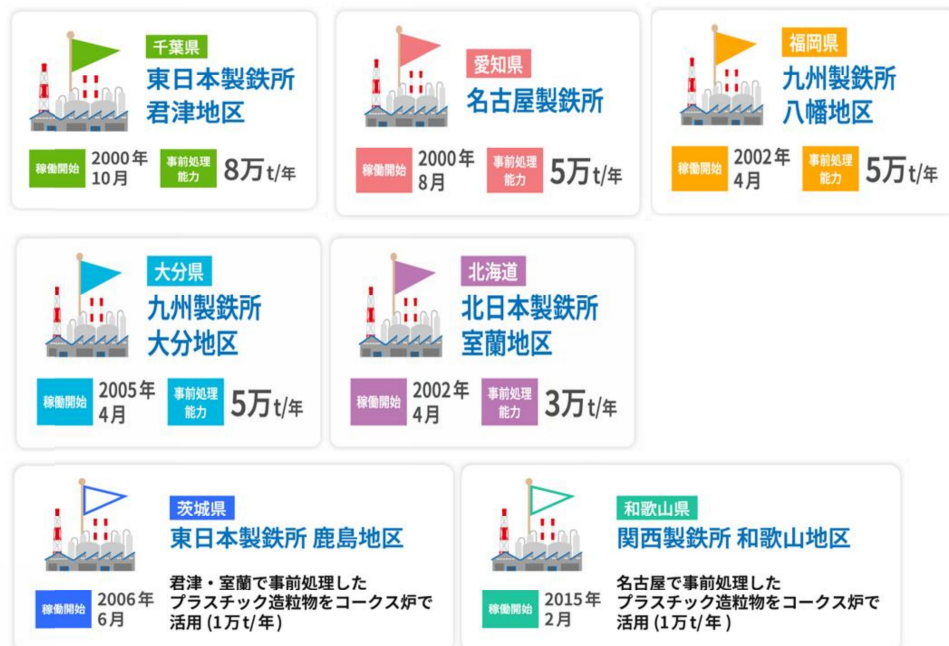 千葉県
東日本製鉄所
君津地区
稼働開始
2000年
10月
事前処理
能力
8万t/年
愛知県
名古屋製鉄所
稼働開始
2000年
8月
事前処理
能力
5万t/年
福岡県
九州製鉄所
八幡地区
稼働開始
2002年
4月
事前処理
能力
5万t/年
大分県
九州製鉄所
大分地区
稼働開始
2005年
4月
事前処理
能力
5万t/年
北海道
北日本製鉄所
室蘭地区
稼働開始
2002年
4月
事前処理
能力
3万t/年
茨城県
東日本製鉄所 鹿島地区
稼働開始
2006年
6月
君津・室蘭で事前処理した
プラスチック造粒物をコークス炉で
活用 (1万t/年)
和歌山県
関西製鉄所 和歌山地区
稼働開始
2015年
2月
名古屋で事前処理した
プラスチック造粒物をコークス炉で
活用 (1万t/年 )